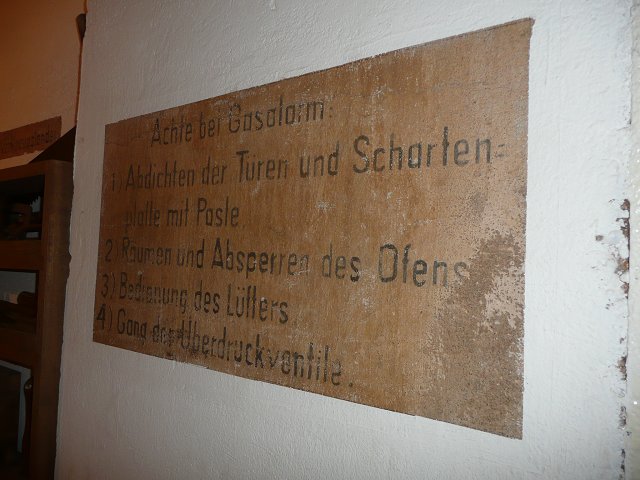 Achte bei Gasalarm:
1) Abdichten der Türen und Scharten=
platte mit Paste.
2) Räumen und Absperren des Ofens
3) Bedienung des Lüfters
4) Gang der Überdruckventile.